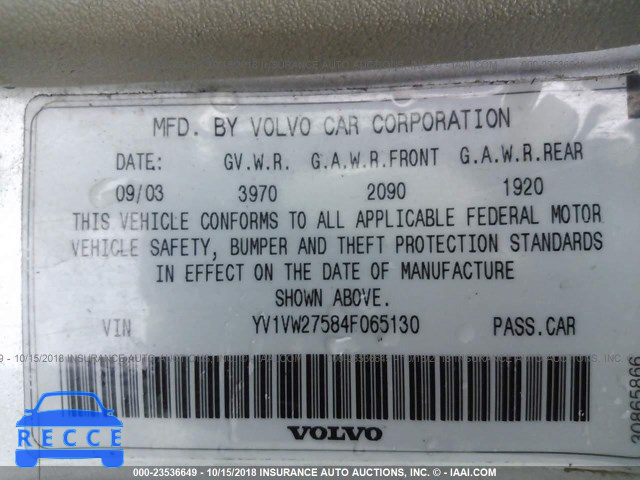 MFD. BY VOLVO CAR CORPORATION
DATE: GV.W.R. G.A.W.R.FRONT G.A.W.R.REAR
09/03 3970 2090 1920
THIS VEHICLE CONFORMS TO ALL APPLICABLE FEDERAL MOTOR
VEHICLE SAFETY, BUMPER AND THEFT PROTECTION STANDARDS
IN EFFECT ON THE DATE OF MANUFACTURE
SHOWN ABOVE.
VIN YV1VW27584F065130 PASS.CAR
30865866
VOLVO
RECCE
000-23536649 - 10/15/2018 INSURANCE AUTO AUCTIONS, INC. - ©IAAI.COM